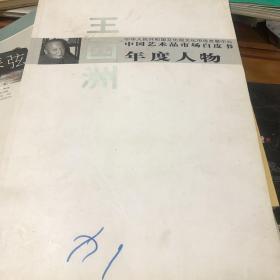 王国
中华人民共和国文化部文化市场发展中心
中国艺术品市场白皮书
年度人物
弦